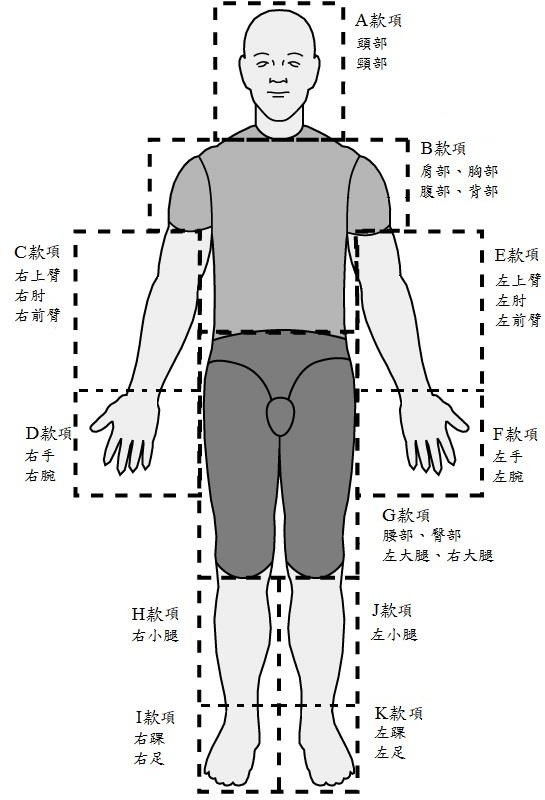 A款項
頭部
頸部
B款項
肩部、胸部
腹部、背部
C款項
右上臂
右肘
右前臂
E款項
左上臂
左肘
左前臂
D款項
右手
右腕
F款項
左手
左腕
G款項
腰部、臀部
左大腿、右大腿
H款項
右小腿
J款項
左小腿
I款項
右踝
右足
K款項
左踝
左足